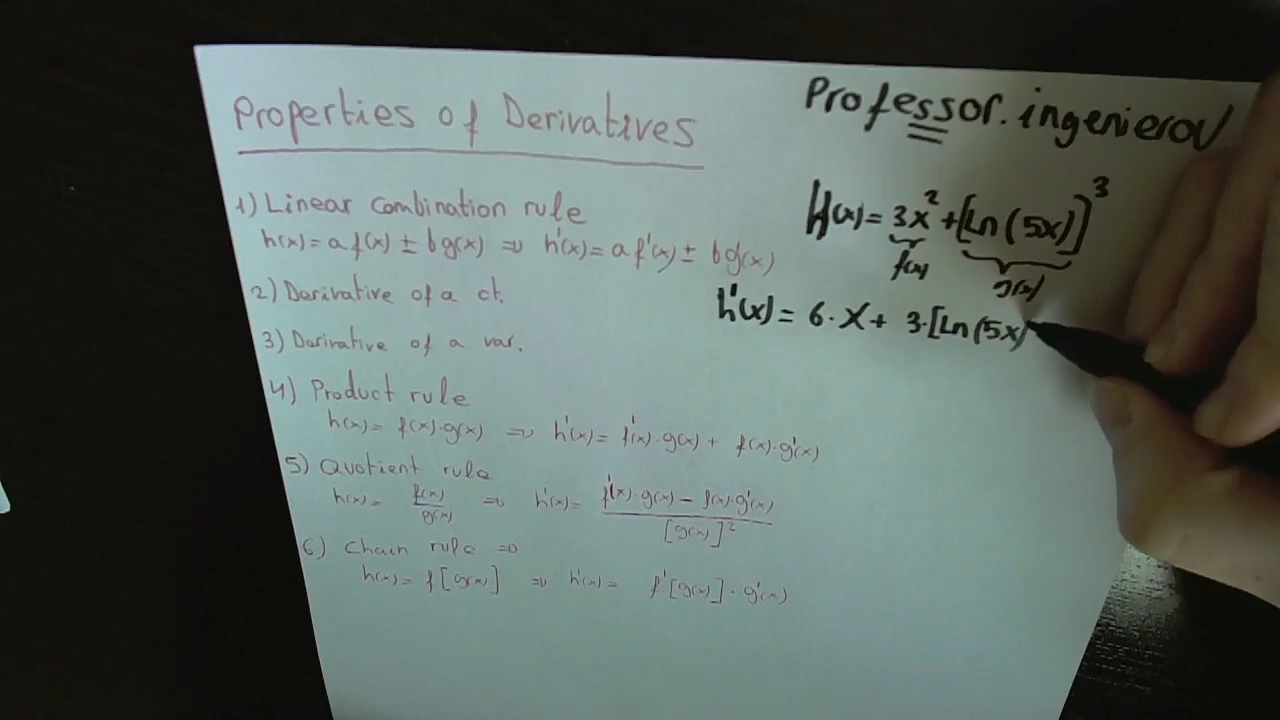 Properties of Derivatives
Professor.ingenieroV
1) Linear Combination rule
h(x) = a f(x) ± b g(x) ⇒ h'(x) = a f'(x) ± b g'(x)
2) Derivative of a ct.
3) Derivative of a var.
4) Product rule
h(x) = f(x)·g(x) ⇒ h'(x) = f'(x)·g(x) + f(x)·g'(x)
5) Quotient rule
h(x) = f(x)/g(x) ⇒ h'(x) = f'(x)·g(x) − f(x)·g'(x) / [g(x)]²
6) Chain rule ⇒
h(x) = f[g(x)] ⇒ h'(x) = f'[g(x)]·g'(x)
H(x) = 3x² + [Ln(5x)]³
f(x) g(x)
h'(x) = 6·x + 3·[Ln(5x)